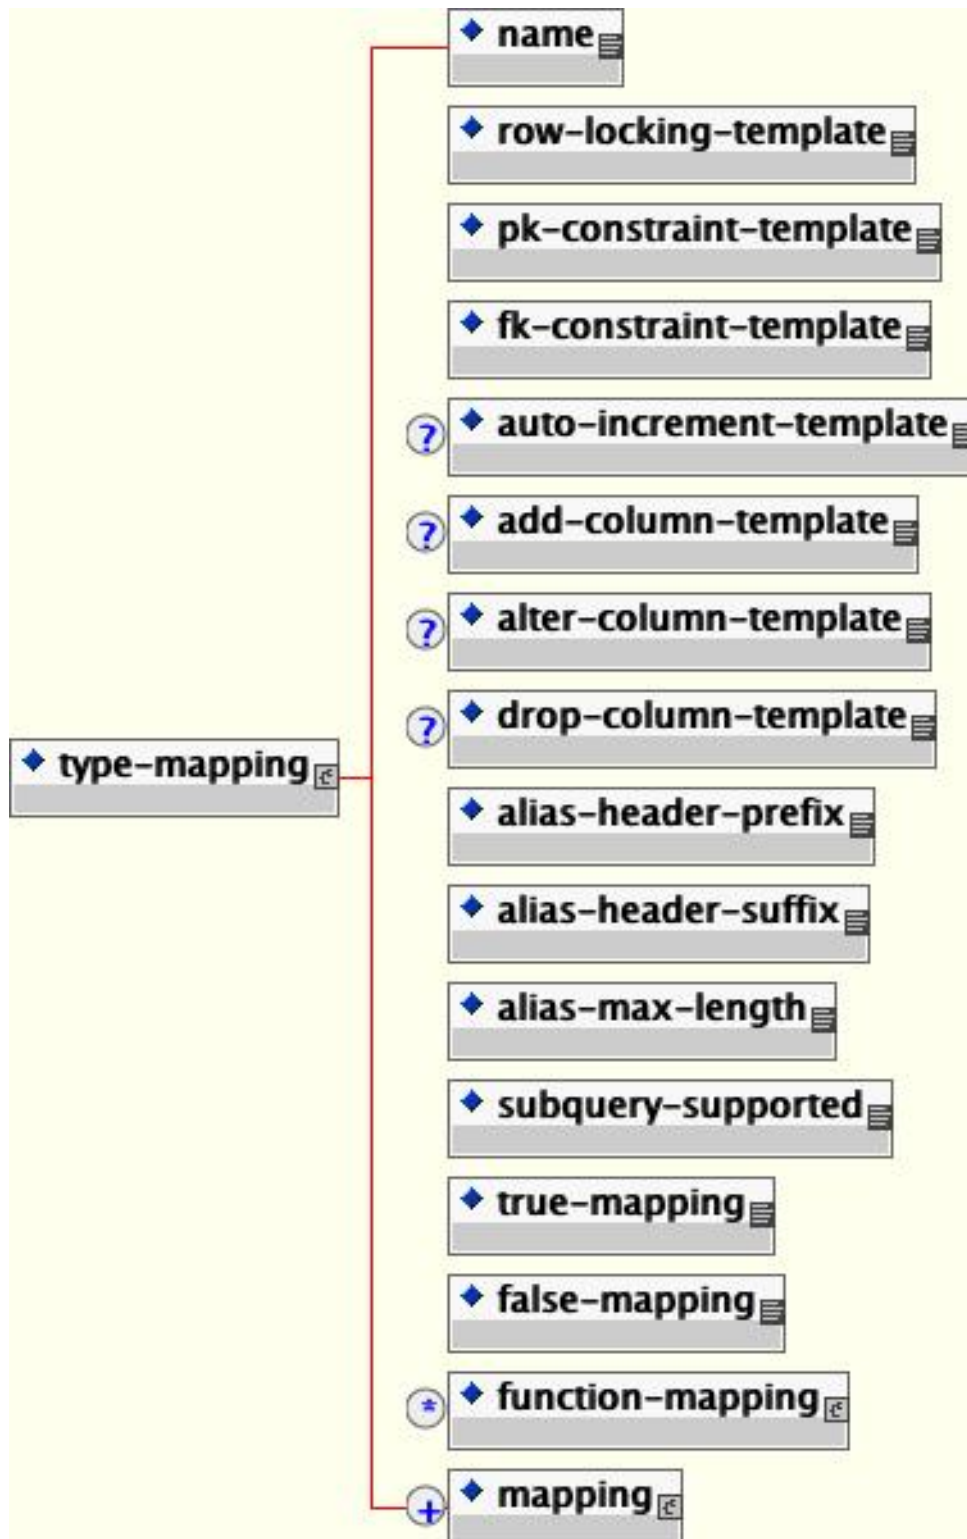 name
row-locking-template
pk-constraint-template
fk-constraint-template
? auto-increment-template
? add-column-template
? alter-column-template
? drop-column-template
type-mapping
alias-header-prefix
alias-header-suffix
alias-max-length
subquery-supported
true-mapping
false-mapping
* function-mapping
+ mapping